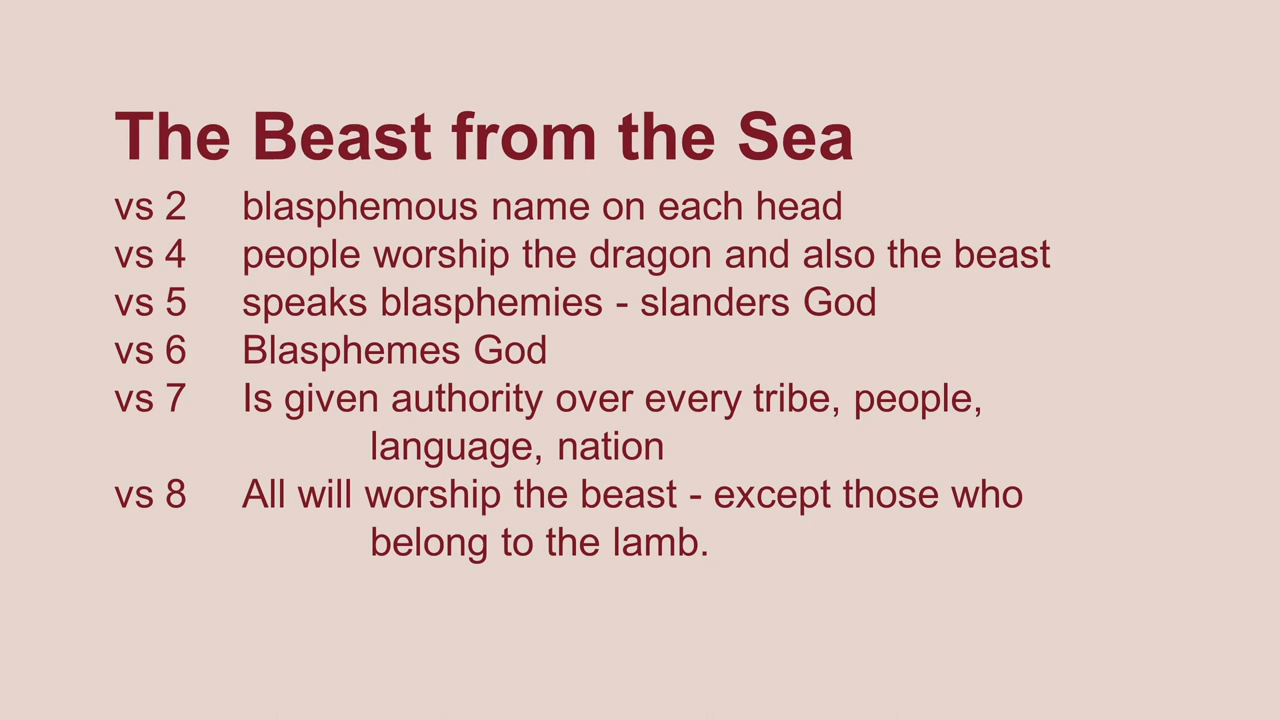 The Beast from the Sea
vs 2 blasphemous name on each head
vs 4 people worship the dragon and also the beast
vs 5 speaks blasphemies - slanders God
vs 6 Blasphemes God
vs 7 Is given authority over every tribe, people,
language, nation
vs 8 All will worship the beast - except those who
belong to the lamb.